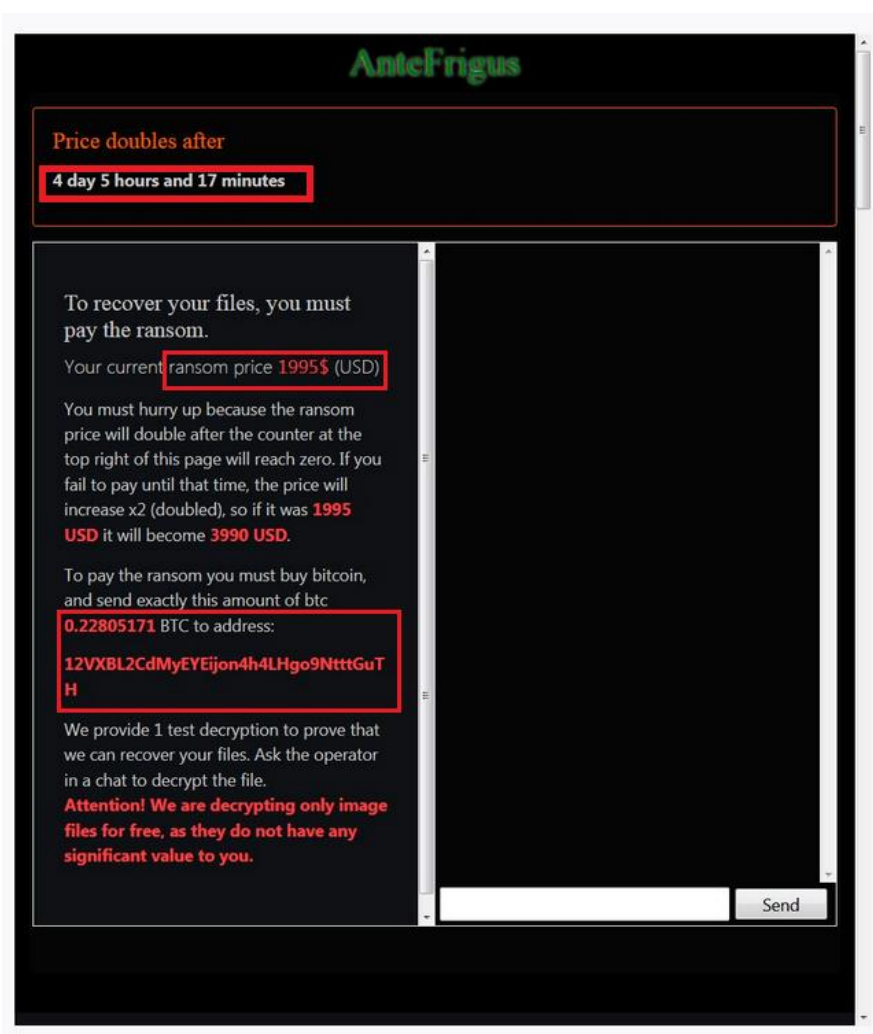 AnteFrigus
Price doubles after
4 day 5 hours and 17 minutes
To recover your files, you must
pay the ransom.
Your current ransom price 1995$ (USD)
You must hurry up because the ransom
price will double after the counter at the
top right of this page will reach zero. If you
fail to pay until that time, the price will
increase x2 (doubled), so if it was 1995
USD it will become 3990 USD.
To pay the ransom you must buy bitcoin,
and send exactly this amount of btc
0.22805171 BTC to address:
12VXBL2CdMyEYEijon4h4LHgo9NtttGuT
H
We provide 1 test decryption to prove that
we can recover your files. Ask the operator
in a chat to decrypt the file.
Attention! We are decrypting only image
files for free, as they do not have any
significant value to you.
Send